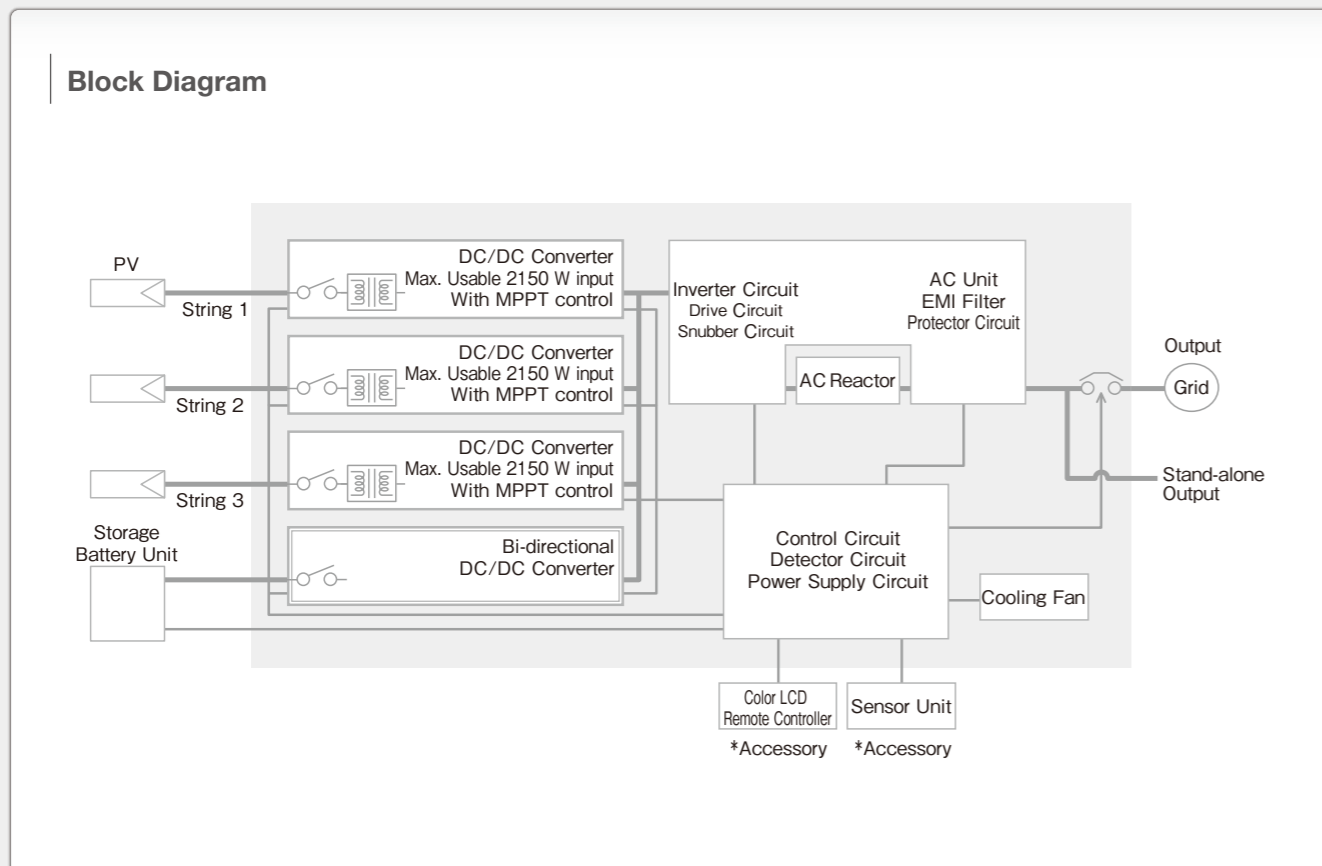 Block Diagram
PV
String 1
DC/DC Converter
Max. Usable 2150 W input
With MPPT control
String 2
DC/DC Converter
Max. Usable 2150 W input
With MPPT control
String 3
DC/DC Converter
Max. Usable 2150 W input
With MPPT control
Storage
Battery Unit
Bi-directional
DC/DC Converter
Inverter Circuit
Drive Circuit
Snubber Circuit
AC Reactor
AC Unit
EMI Filter
Protector Circuit
Output
Grid
Stand-alone
Output
Control Circuit
Detector Circuit
Power Supply Circuit
Cooling Fan
Color LCD
Remote Controller
*Accessory
Sensor Unit
*Accessory